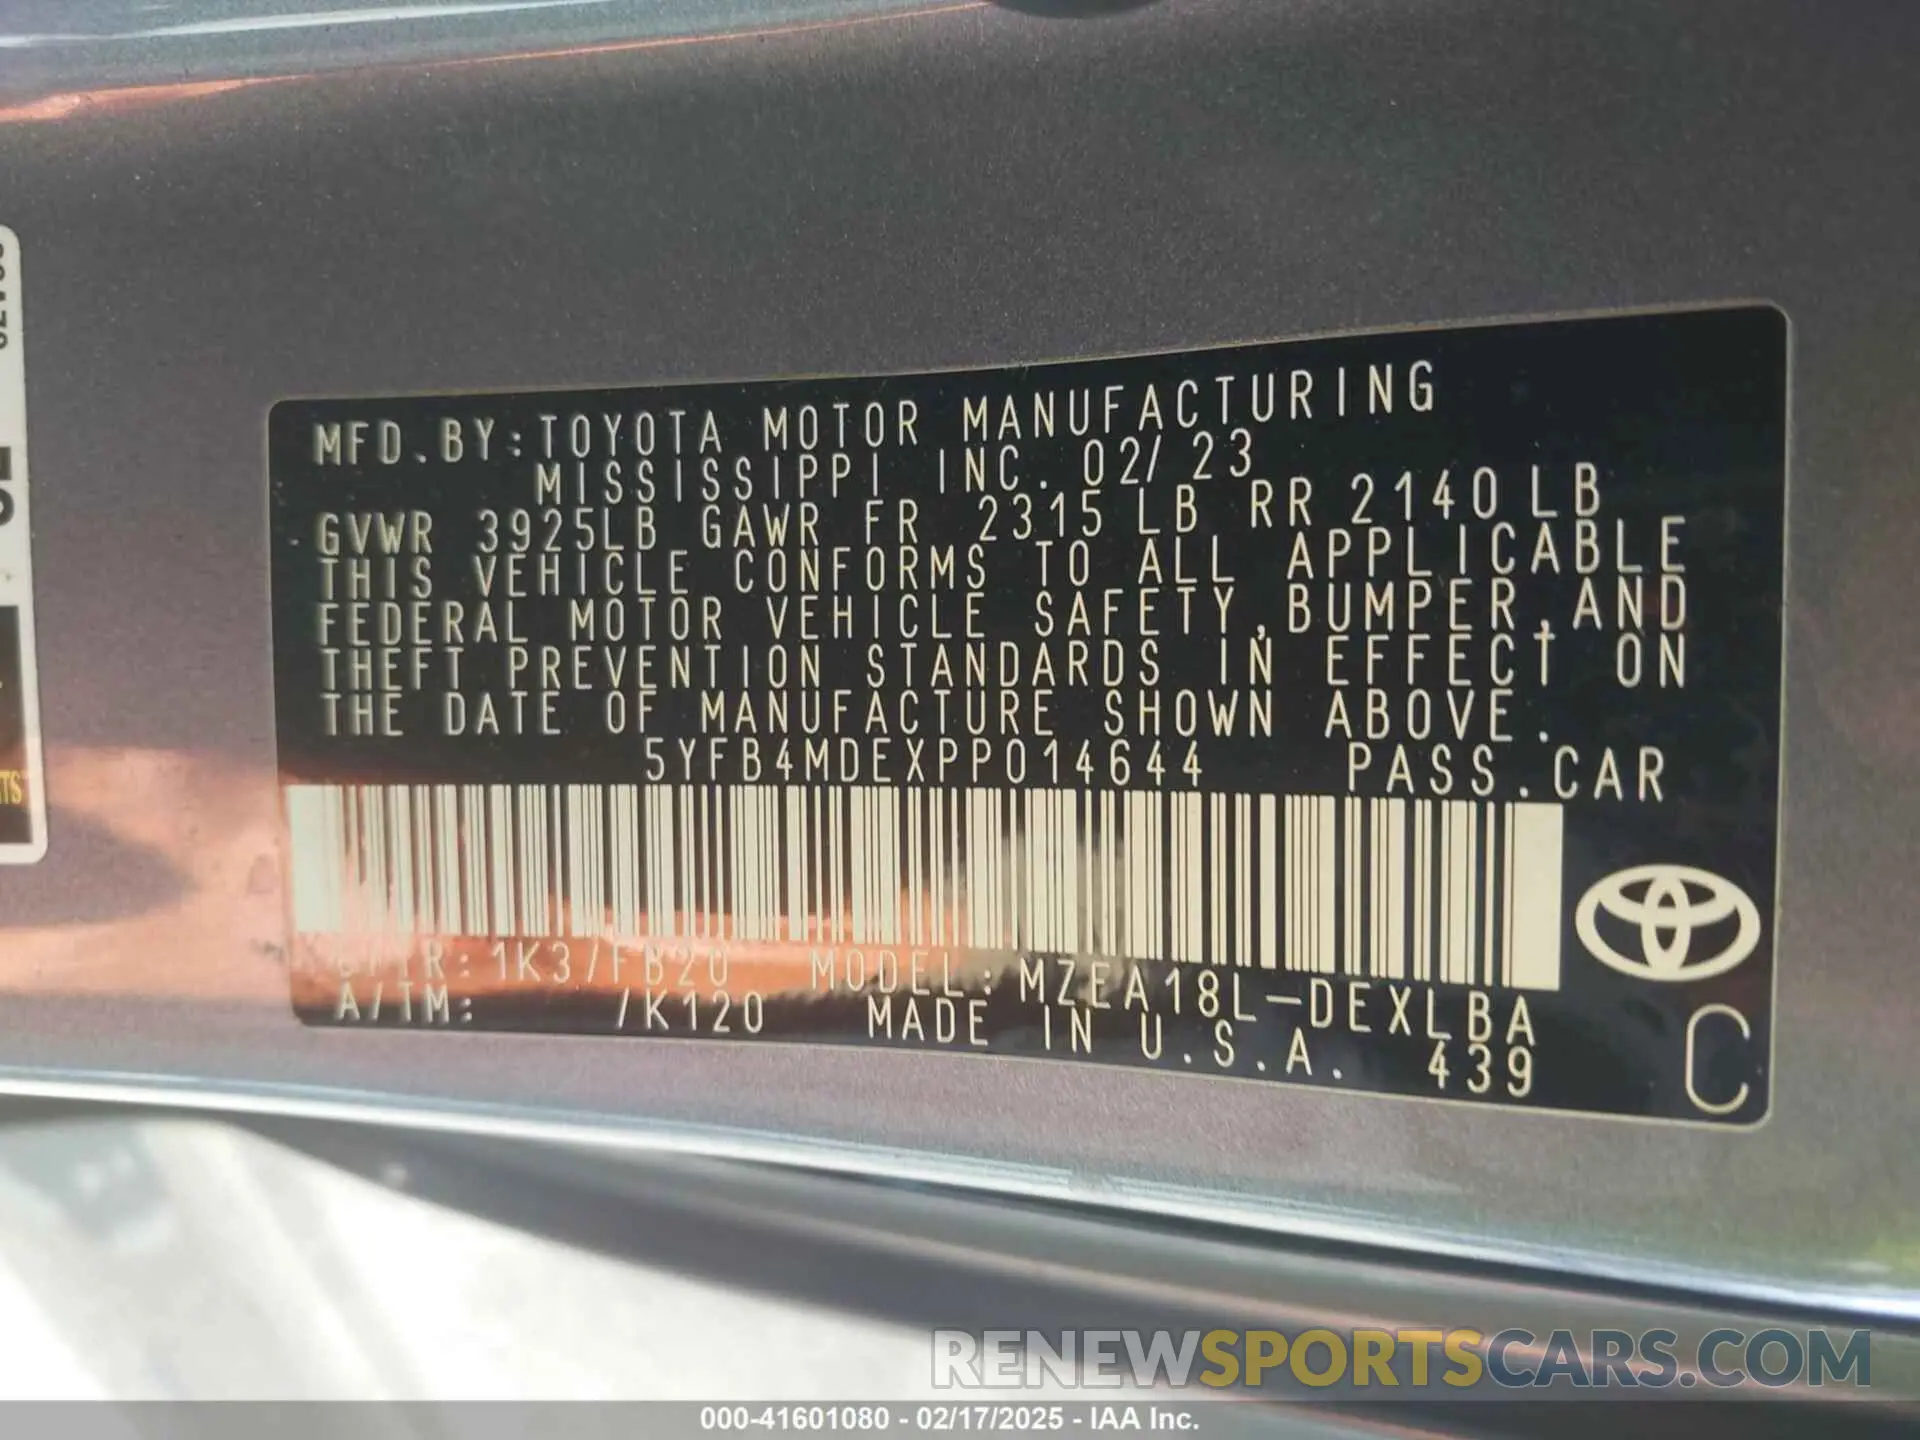 MFD.BY:TOYOTA MOTOR MANUFACTURING
MISSISSIPPI INC. 02/23
GVWR 3925LB GAWR FR 2315 LB RR 2140 LB
THIS VEHICLE CONFORMS TO ALL APPLICABLE
FEDERAL MOTOR VEHICLE SAFETY,BUMPER,AND
THEFT PREVENTION STANDARDS IN EFFECT ON
THE DATE OF MANUFACTURE SHOWN ABOVE.
5YFB4MDEXPP014644 PASS.CAR
C/TR: 1K3/FB20 MODEL: MZEA18L-DEXLBA
A/TM: /K120 MADE IN U.S.A. 439
C
RENEWSPORTSCARS.COM
000-41601080 - 02/17/2025 - IAA Inc.